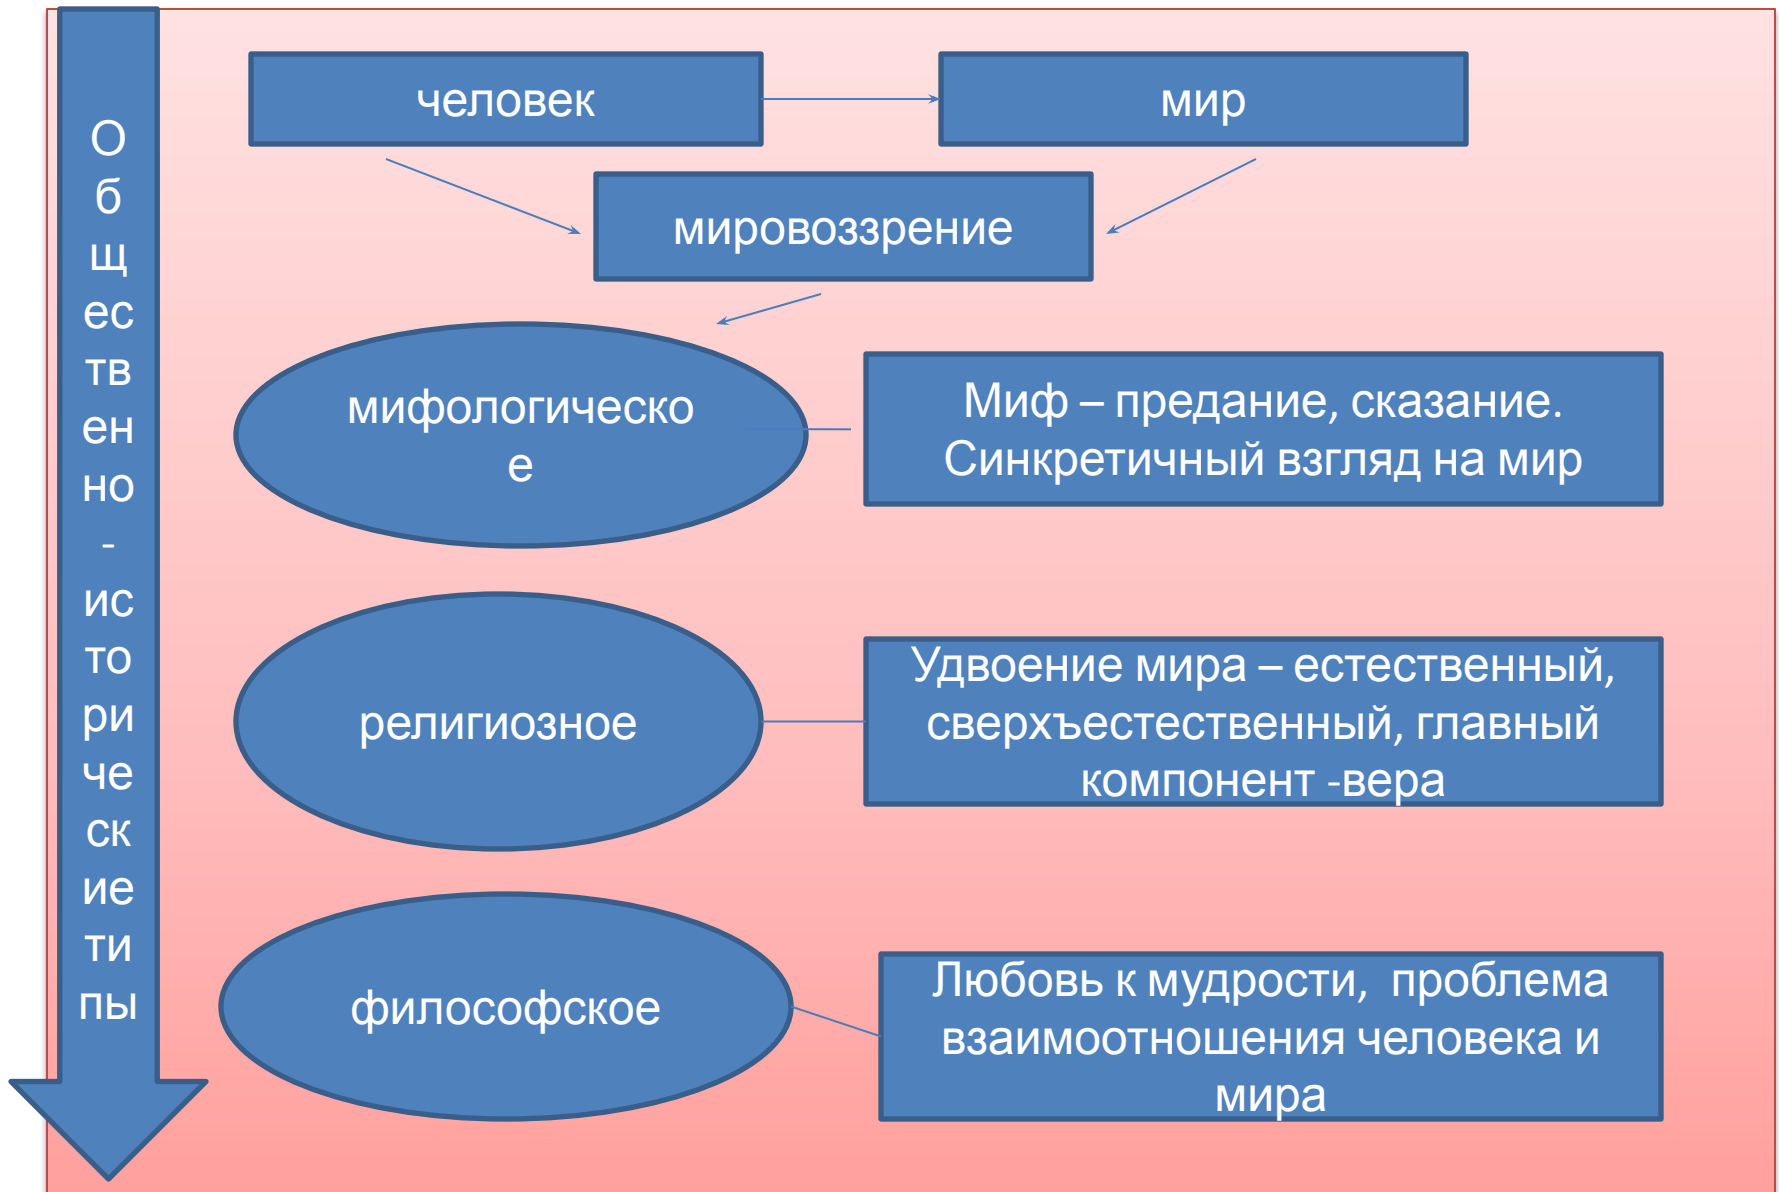 О
б
щ
ес
тв
ен
но
-
ис
то
ри
че
ск
ие
ти
пы
человек
мир
мировоззрение
мифологическо
е
Миф – предание, сказание.
Синкретичный взгляд на мир
религиозное
Удвоение мира – естественный,
сверхъестественный, главный
компонент -вера
философское
Любовь к мудрости,  проблема
взаимоотношения человека и
мира